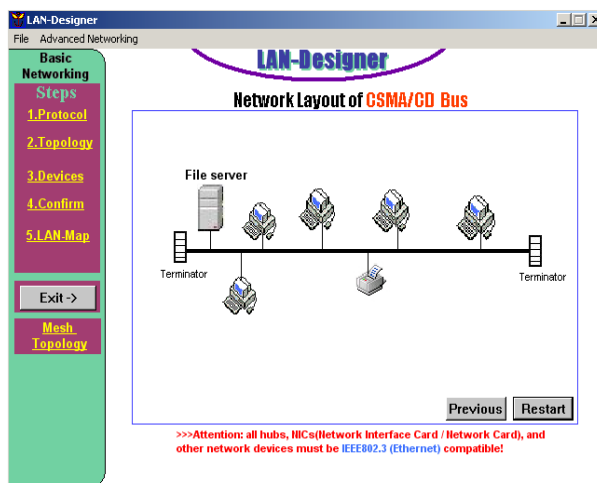 LAN-Designer
File Advanced Networking
Basic
Networking
Steps
1.Protocol
2.Topology
3.Devices
4.Confirm
5.LAN-Map
Exit ->
Mesh
Topology
LAN-Designer
Network Layout of CSMA/CD Bus
File server
Terminator
Terminator
Previous
Restart
>>>Attention: all hubs, NICs(Network Interface Card / Network Card), and
other network devices must be IEEE802.3 (Ethernet) compatible!